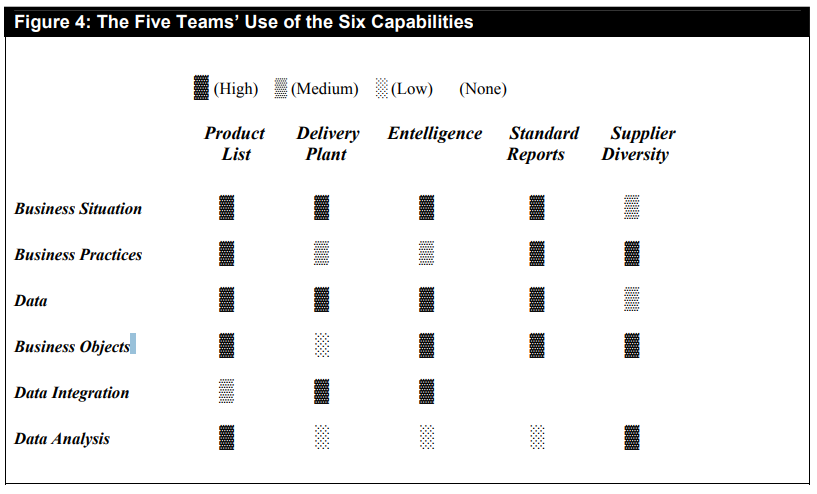 Figure 4: The Five Teams’ Use of the Six Capabilities
(High) (Medium) (Low) (None)
Product List Delivery Plant Entelligence Standard Reports Supplier Diversity
Business Situation
Business Practices
Data
Business Objects
Data Integration
Data Analysis